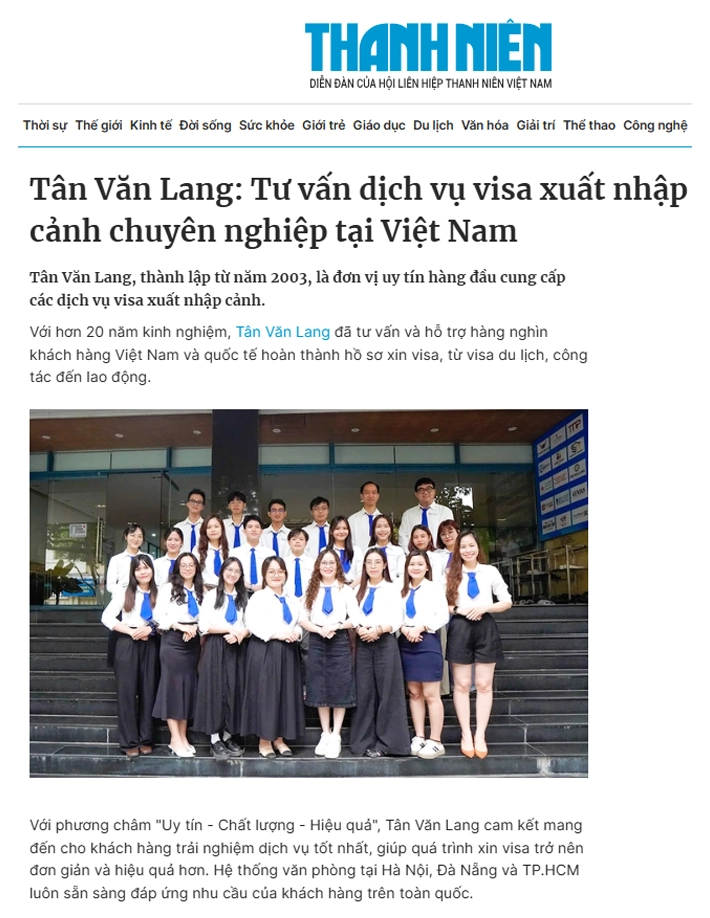 THANH NIÊN
DIỄN ĐÀN CỦA HỘI LIÊN HIỆP THANH NIÊN VIỆT NAM
Thời sự Thế giới Kinh tế Đời sống Sức khỏe Giới trẻ Giáo dục Du lịch Văn hóa Giải trí Thể thao Công nghệ
Tân Văn Lang: Tư vấn dịch vụ visa xuất nhập
cảnh chuyên nghiệp tại Việt Nam
Tân Văn Lang, thành lập từ năm 2003, là đơn vị uy tín hàng đầu cung cấp
các dịch vụ visa xuất nhập cảnh.
Với hơn 20 năm kinh nghiệm, Tân Văn Lang đã tư vấn và hỗ trợ hàng nghìn
khách hàng Việt Nam và quốc tế hoàn thành hồ sơ xin visa, từ visa du lịch, công
tác đến lao động.
Với phương châm "Uy tín - Chất lượng - Hiệu quả", Tân Văn Lang cam kết mang
đến cho khách hàng trải nghiệm dịch vụ tốt nhất, giúp quá trình xin visa trở nên
đơn giản và hiệu quả hơn. Hệ thống văn phòng tại Hà Nội, Đà Nẵng và TP.HCM
luôn sẵn sàng đáp ứng nhu cầu của khách hàng trên toàn quốc.